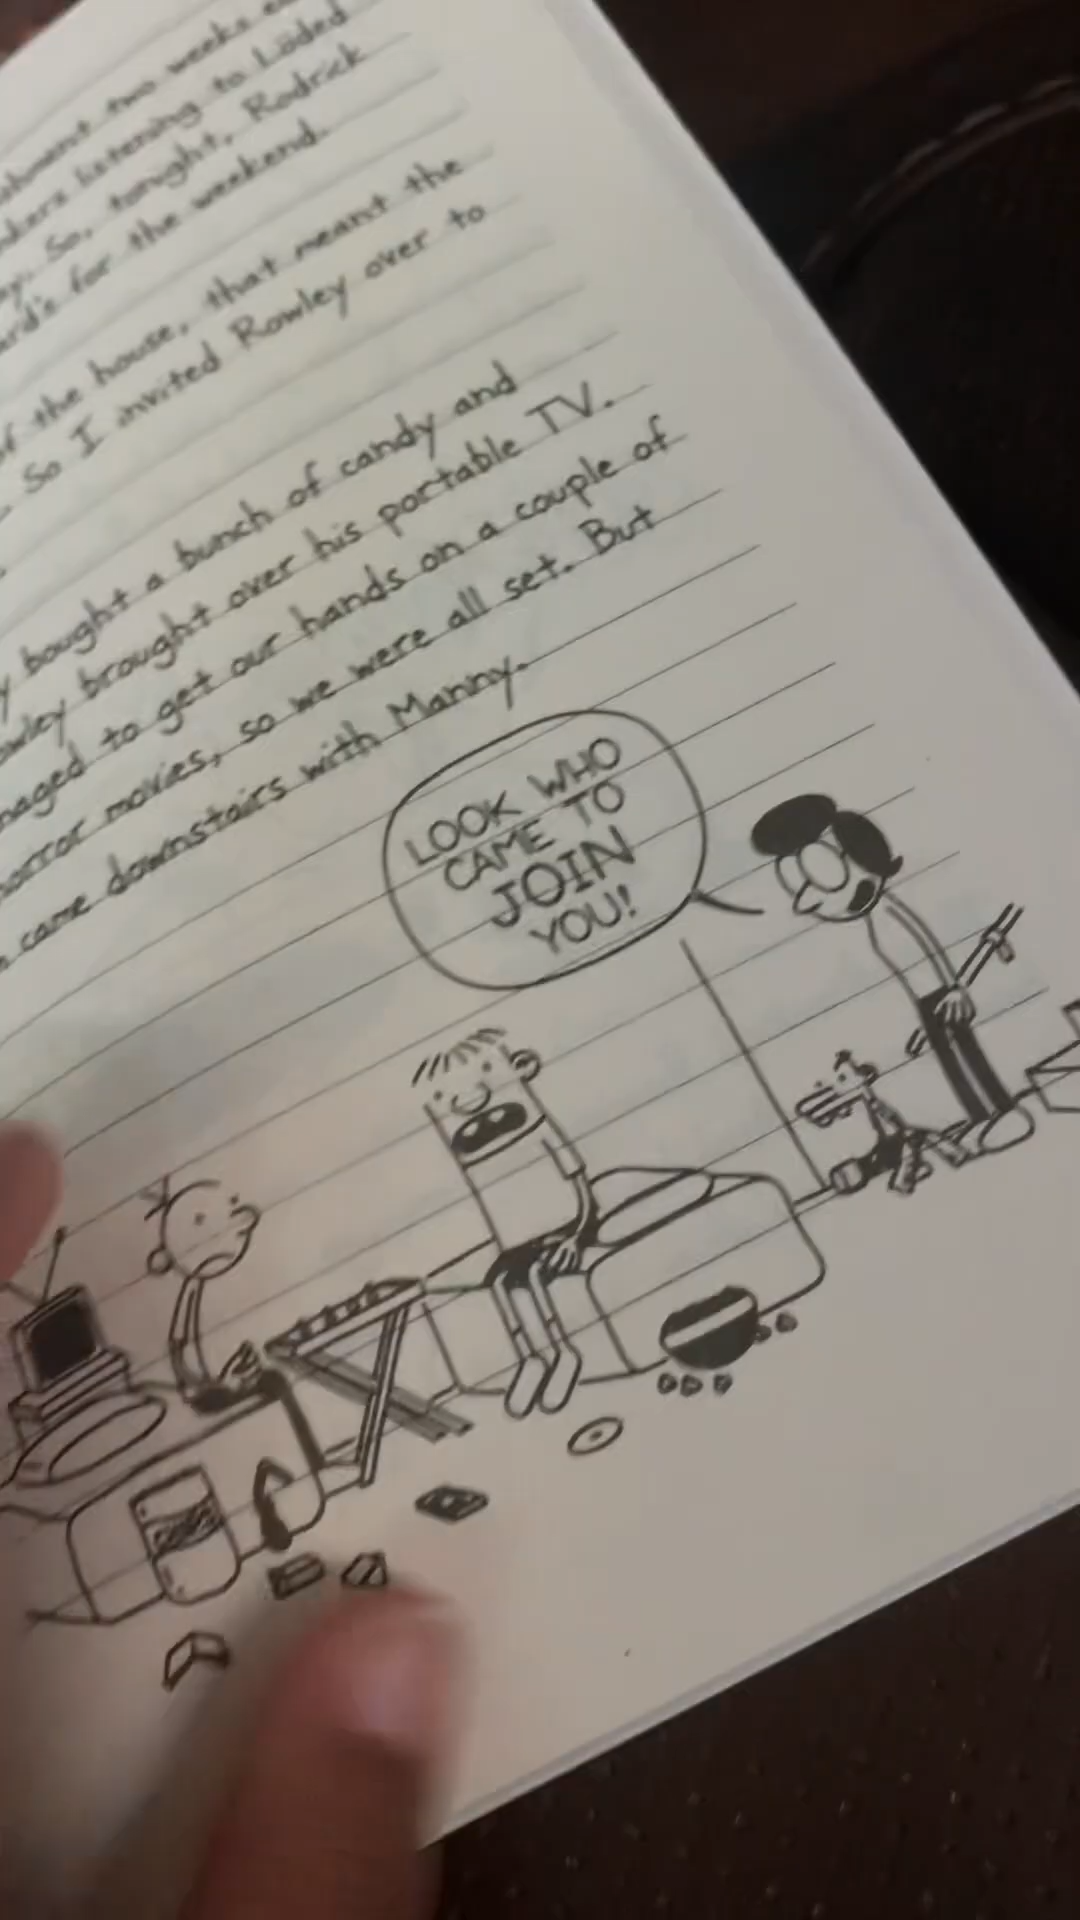 two weeks
listening to Löded
So, tonight, Rodrick
for the weekend.
the house, that meant the
So I invited Rowley over to
bought a bunch of candy and
brought over his portable TV.
to get our hands on a couple of
movies, so we were all set. But
came downstairs with Manny.
LOOK WHO
CAME TO
JOIN
YOU!